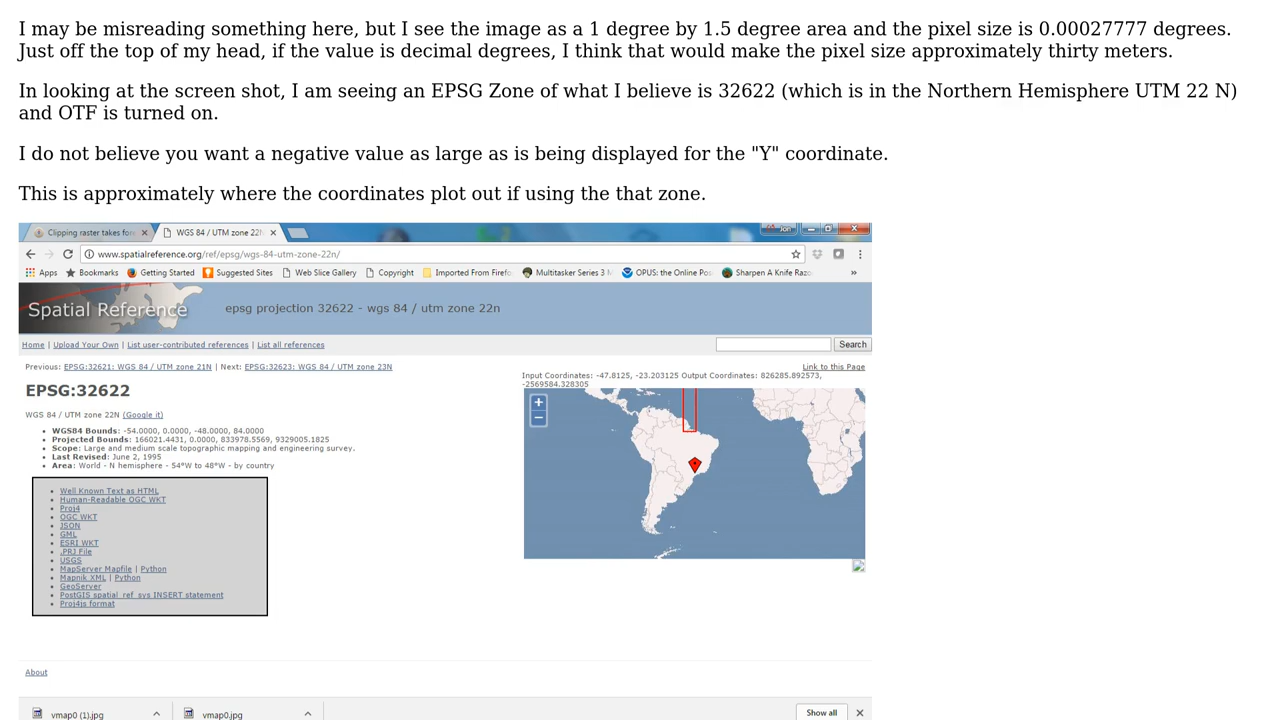 I may be misreading something here, but I see the image as a 1 degree by 1.5 degree area and the pixel size is 0.00027777 degrees.
Just off the top of my head, if the value is decimal degrees, I think that would make the pixel size approximately thirty meters.
In looking at the screen shot, I am seeing an EPSG Zone of what I believe is 32622 (which is in the Northern Hemisphere UTM 22 N)
and OTF is turned on.
I do not believe you want a negative value as large as is being displayed for the "Y" coordinate.
This is approximately where the coordinates plot out if using the that zone.
Clipping raster takes for
WGS 84 / UTM zone 22N
Jon
www.spatialreference.org/ref/epsg/wgs-84-utm-zone-22n/
Apps Bookmarks Getting Started Suggested Sites Web Slice Gallery Copyright Imported From Firefo Multitasker Series 3 OPUS: the Online Po Sharpen A Knife Razo »
Spatial Reference epsg projection 32622 - wgs 84 / utm zone 22n
Home | Upload Your Own | List user-contributed references | List all references Search
Previous: EPSG:32621: WGS 84 / UTM zone 21N | Next: EPSG:32623: WGS 84 / UTM zone 23N
Link to this Page
Input Coordinates: -47.8125, -23.203125 Output Coordinates: 826285.892573,
-2569584.328305
+
−
EPSG:32622
WGS 84 / UTM zone 22N (Google it)
WGS84 Bounds: -54.0000, 0.0000, -48.0000, 84.0000
Projected Bounds: 166021.4431, 0.0000, 833978.5569, 9329005.1825
Scope: Large and medium scale topographic mapping and engineering survey.
Last Revised: June 2, 1995
Area: World - N hemisphere - 54°W to 48°W - by country
Well Known Text as HTML
Human-Readable OGC WKT
Proj4
OGC WKT
JSON
GML
ESRI WKT
.PRJ File
USGS
MapServer Mapfile | Python
Mapnik XML | Python
GeoServer
PostGIS spatial_ref_sys INSERT statement
Proj4js format
About
vmap0 (1).jpg vmap0.jpg Show all